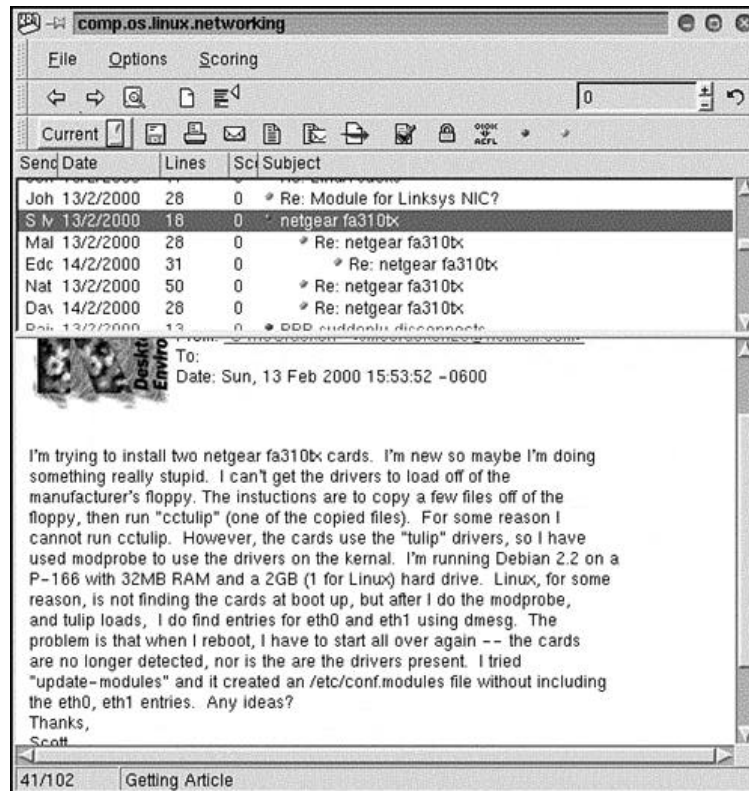 comp.os.linux.networking
File Options Scoring
0
Current
Send Date Lines Sco Subject
Joh 13/2/2000 28 0 Re: Module for Linksys NIC?
S M 13/2/2000 18 0 netgear fa310tx
Mal 13/2/2000 28 0 Re: netgear fa310tx
Edc 14/2/2000 31 0 Re: netgear fa310tx
Nat 13/2/2000 50 0 Re: netgear fa310tx
Dav 14/2/2000 28 0 Re: netgear fa310tx
13/2/2000 13 0 PPP suddenly disconnects
Deskto
Enviro
From:
To:
Date: Sun, 13 Feb 2000 15:53:52 -0600
I'm trying to install two netgear fa310tx cards. I'm new so maybe I'm doing
something really stupid. I can't get the drivers to load off of the
manufacturer's floppy. The instuctions are to copy a few files off of the
floppy, then run "cctulip" (one of the copied files). For some reason I
cannot run cctulip. However, the cards use the "tulip" drivers, so I have
used modprobe to use the drivers on the kernal. I'm running Debian 2.2 on a
P-166 with 32MB RAM and a 2GB (1 for Linux) hard drive. Linux, for some
reason, is not finding the cards at boot up, but after I do the modprobe,
and tulip loads, I do find entries for eth0 and eth1 using dmesg. The
problem is that when I reboot, I have to start all over again -- the cards
are no longer detected, nor is the are the drivers present. I tried
"update-modules" and it created an /etc/conf.modules file without including
the eth0, eth1 entries. Any ideas?
Thanks,
Scott
41/102 Getting Article